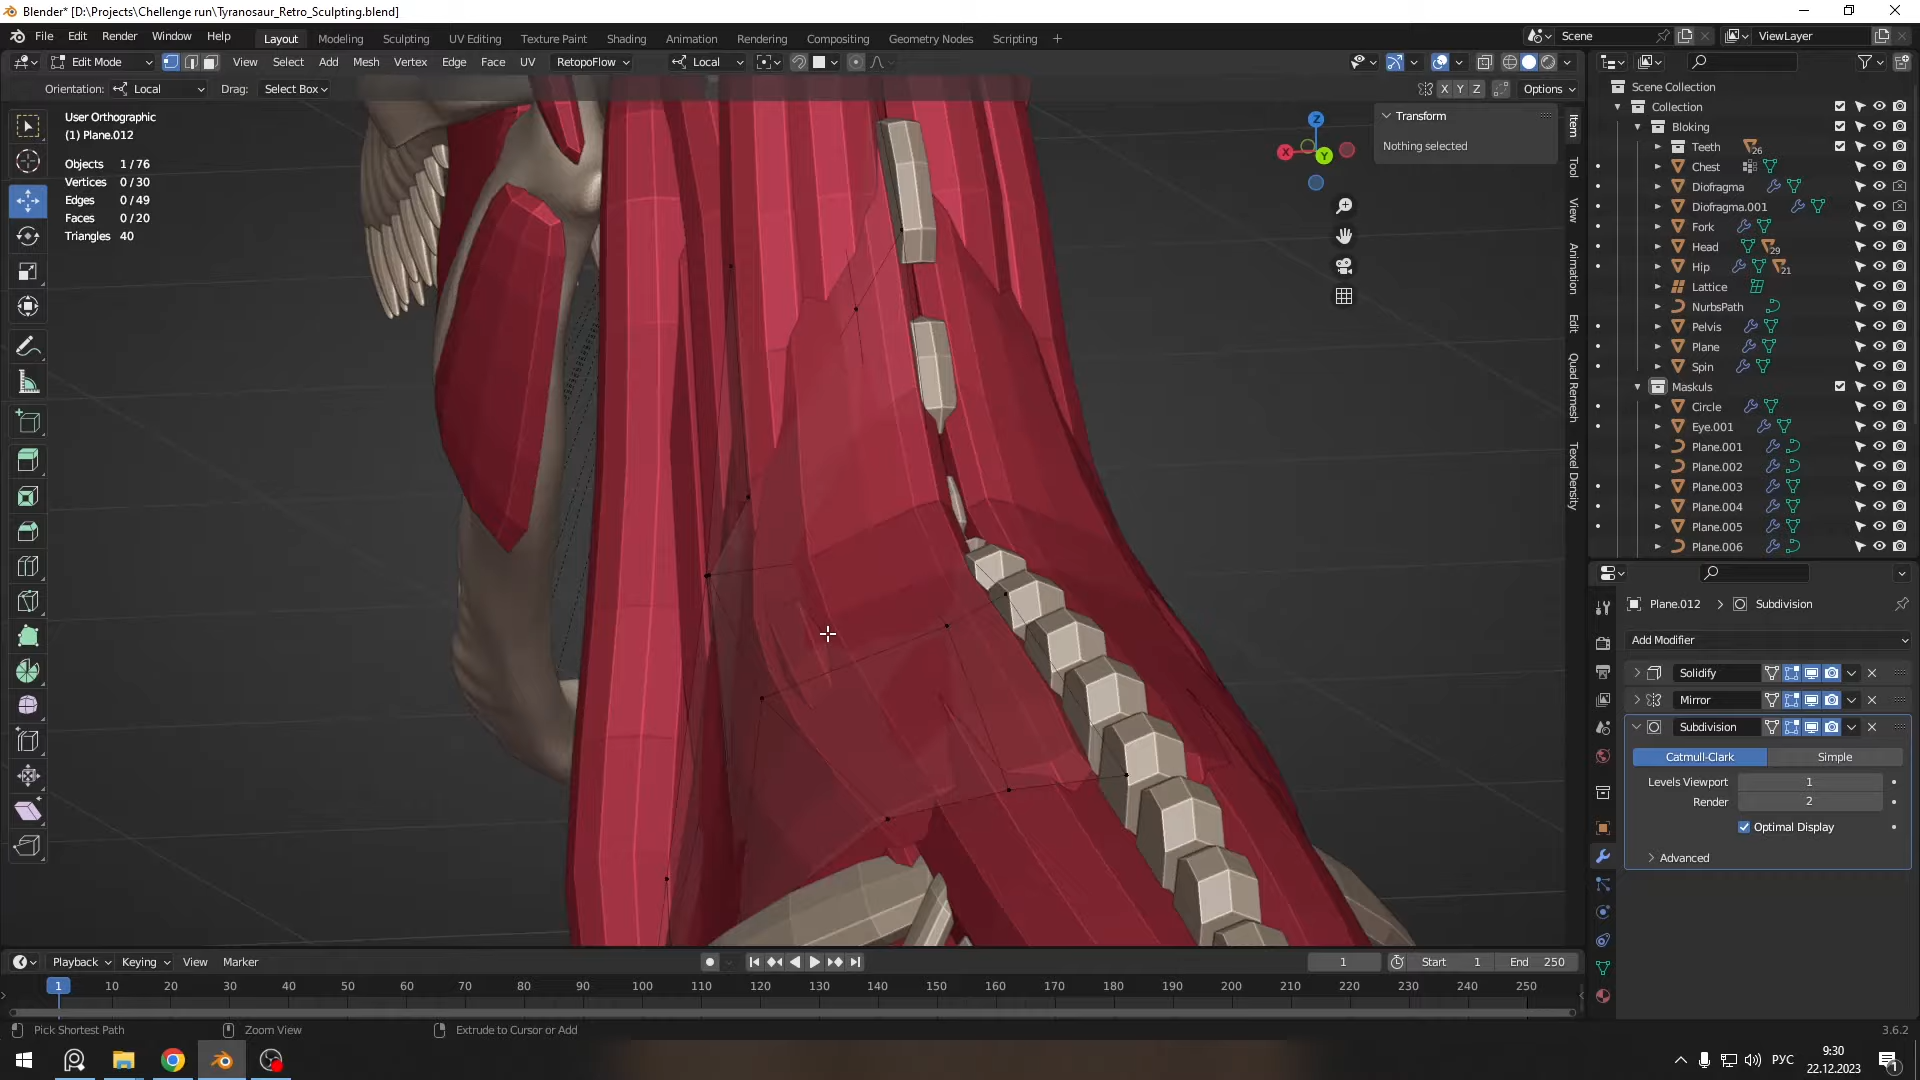 Blender* [D:\Projects\Chellenge run\Tyranosaur_Retro_Sculpting.blend]
File Edit Render Window Help Layout Modeling Sculpting UV Editing Texture Paint Shading Animation Rendering Compositing Geometry Nodes Scripting + Scene ViewLayer
Edit Mode View Select Add Mesh Vertex Edge Face UV RetopoFlow Local
Orientation: Local Drag: Select Box X Y Z Options
User Orthographic
(1) Plane.012
Objects 1/76
Vertices 0/30
Edges 0/49
Faces 0/20
Triangles 40
Z
X
Y
Transform
Nothing selected
Item
Tool
View
Animation
Edit
Quad Remesh
Texel Density
Scene Collection
Collection
Bloking
Teeth 26
Chest
Diofragma
Diofragma.001
Fork
Head 29
Hip 21
Lattice
NurbsPath
Pelvis
Plane
Spin
Maskuls
Circle
Eye.001
Plane.001
Plane.002
Plane.003
Plane.004
Plane.005
Plane.006
Plane.012 > Subdivision
Add Modifier
Solidify
Mirror
Subdivision
Catmull-Clark Simple
Levels Viewport 1
Render 2
Optimal Display
Advanced
Playback Keying View Marker 1 Start 1 End 250
1 10 20 30 40 50 60 70 80 90 100 110 120 130 140 150 160 170 180 190 200 210 220 230 240 250
Pick Shortest Path Zoom View Extrude to Cursor or Add 3.6.2
РУС
9:30
22.12.2023
1